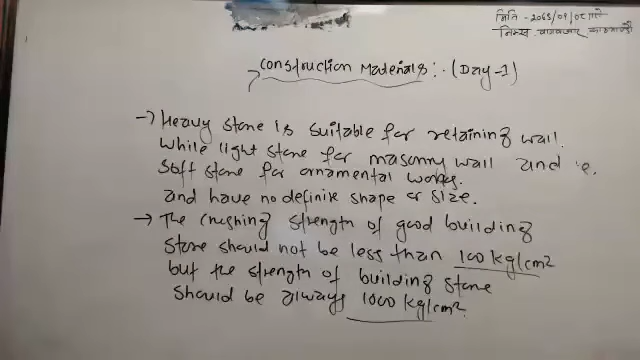 मिति - 2065/09/08 गते
Construction Materials : - (Day-1)
→ Heavy stone is suitable for retaining wall.
While light stone for masonry wall and i.e.
Soft stone for ornamental works.
and have no definite shape or size.
→ The crushing strength of good building
stone should not be less than 100 kg/cm2
but the strength of building stone
should be always 1000 kg/cm2.